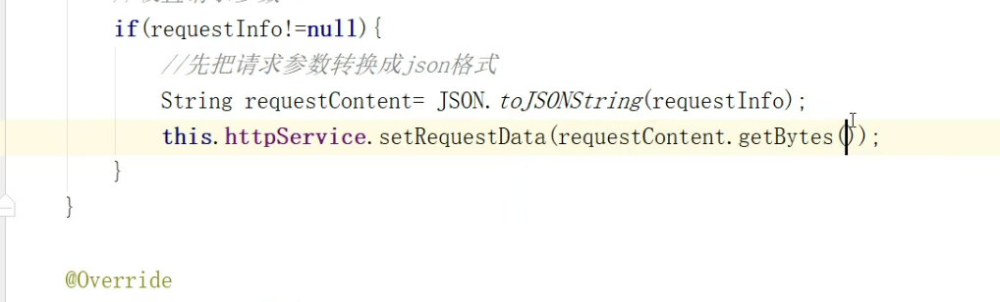 if(requestInfo!=null){
//先把请求参数转换成json格式
String requestContent= JSON.toJSONString(requestInfo);
this.httpService.setRequestData(requestContent.getBytes());
}
}
@Override